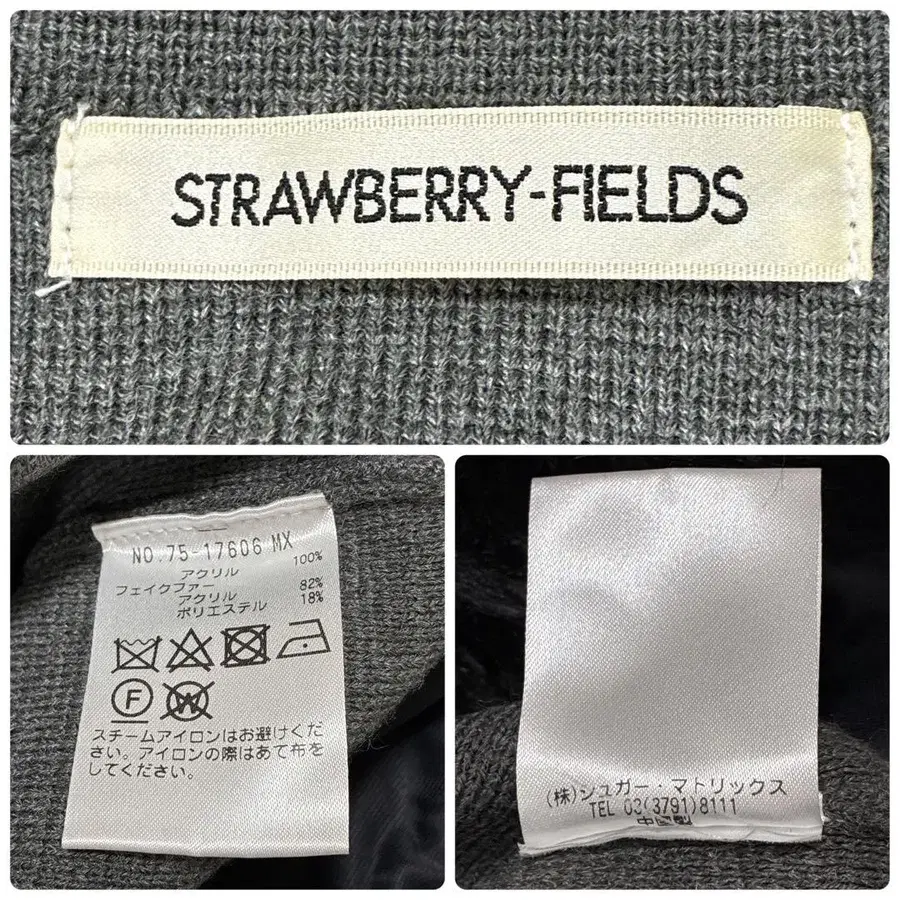 STRAWBERRY-FIELDS
NO.75-17606 MX
アクリル 100%
フェイクファー
アクリル 82%
ポリエステル 18%
F
W
スチームアイロンはお避けくだ
さい。アイロンの際はあて布を
してください。
(株)シュガー・マトリックス
TEL 03(3791)8111
中国製